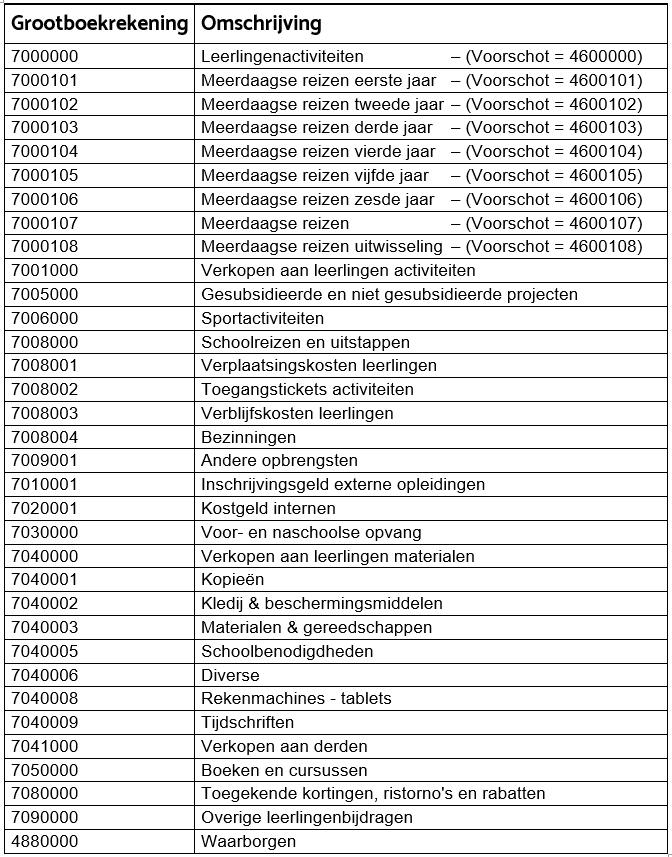 Grootboekrekening Omschrijving
7000000 Leerlingenactiviteiten – (Voorschot = 4600000)
7000101 Meerdaagse reizen eerste jaar – (Voorschot = 4600101)
7000102 Meerdaagse reizen tweede jaar – (Voorschot = 4600102)
7000103 Meerdaagse reizen derde jaar – (Voorschot = 4600103)
7000104 Meerdaagse reizen vierde jaar – (Voorschot = 4600104)
7000105 Meerdaagse reizen vijfde jaar – (Voorschot = 4600105)
7000106 Meerdaagse reizen zesde jaar – (Voorschot = 4600106)
7000107 Meerdaagse reizen – (Voorschot = 4600107)
7000108 Meerdaagse reizen uitwisseling – (Voorschot = 4600108)
7001000 Verkopen aan leerlingen activiteiten
7005000 Gesubsidieerde en niet gesubsidieerde projecten
7006000 Sportactiviteiten
7008000 Schoolreizen en uitstappen
7008001 Verplaatsingskosten leerlingen
7008002 Toegangstickets activiteiten
7008003 Verblijfskosten leerlingen
7008004 Bezinningen
7009001 Andere opbrengsten
7010001 Inschrijvingsgeld externe opleidingen
7020001 Kostgeld internen
7030000 Voor- en naschoolse opvang
7040000 Verkopen aan leerlingen materialen
7040001 Kopieën
7040002 Kledij & beschermingsmiddelen
7040003 Materialen & gereedschappen
7040005 Schoolbenodigdheden
7040006 Diverse
7040008 Rekenmachines - tablets
7040009 Tijdschriften
7041000 Verkopen aan derden
7050000 Boeken en cursussen
7080000 Toegekende kortingen, ristorno's en rabatten
7090000 Overige leerlingenbijdragen
4880000 Waarborgen